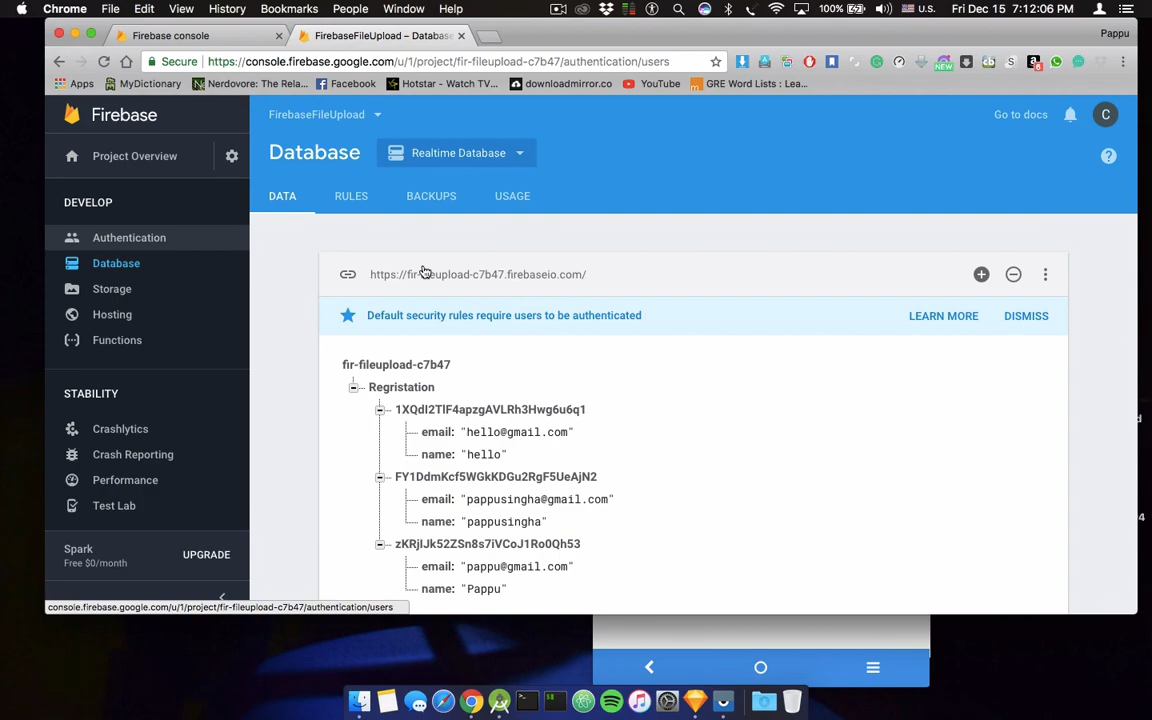 Chrome File Edit View History Bookmarks People Window Help 100% U.S. Fri Dec 15 7:12:06 PM
Firebase console FirebaseFileUpload – Databas Pappu
Secure https://console.firebase.google.com/u/1/project/fir-fileupload-c7b47/authentication/users
Apps MyDictionary Nerdovore: The Rela... Facebook Hotstar - Watch TV... downloadmirror.co YouTube GRE Word Lists : Th...
Firebase
Project Overview
DEVELOP
Authentication
Database
Storage
Hosting
Functions
STABILITY
Crashlytics
Crash Reporting
Performance
Test Lab
Spark
Free $0/month
UPGRADE
console.firebase.google.com/u/1/project/fir-fileupload-c7b47/authentication/users
FirebaseFileUpload Go to docs C
Database Realtime Database
DATA RULES BACKUPS USAGE
https://fir-fileupload-c7b47.firebaseio.com/
Default security rules require users to be authenticated LEARN MORE DISMISS
fir-fileupload-c7b47
Regristation
1XQdI2TlF4apzgAVLRh3Hwg6u6q1
email: "hello@gmail.com"
name: "hello"
FY1DdmKcf5WGkKDGu2RgF5UeAjN2
email: "pappusingha@gmail.com"
name: "pappusingha"
zKRjIJk52ZSn8s7iVCoJ1Ro0Qh53
email: "pappu@gmail.com"
name: "Pappu"